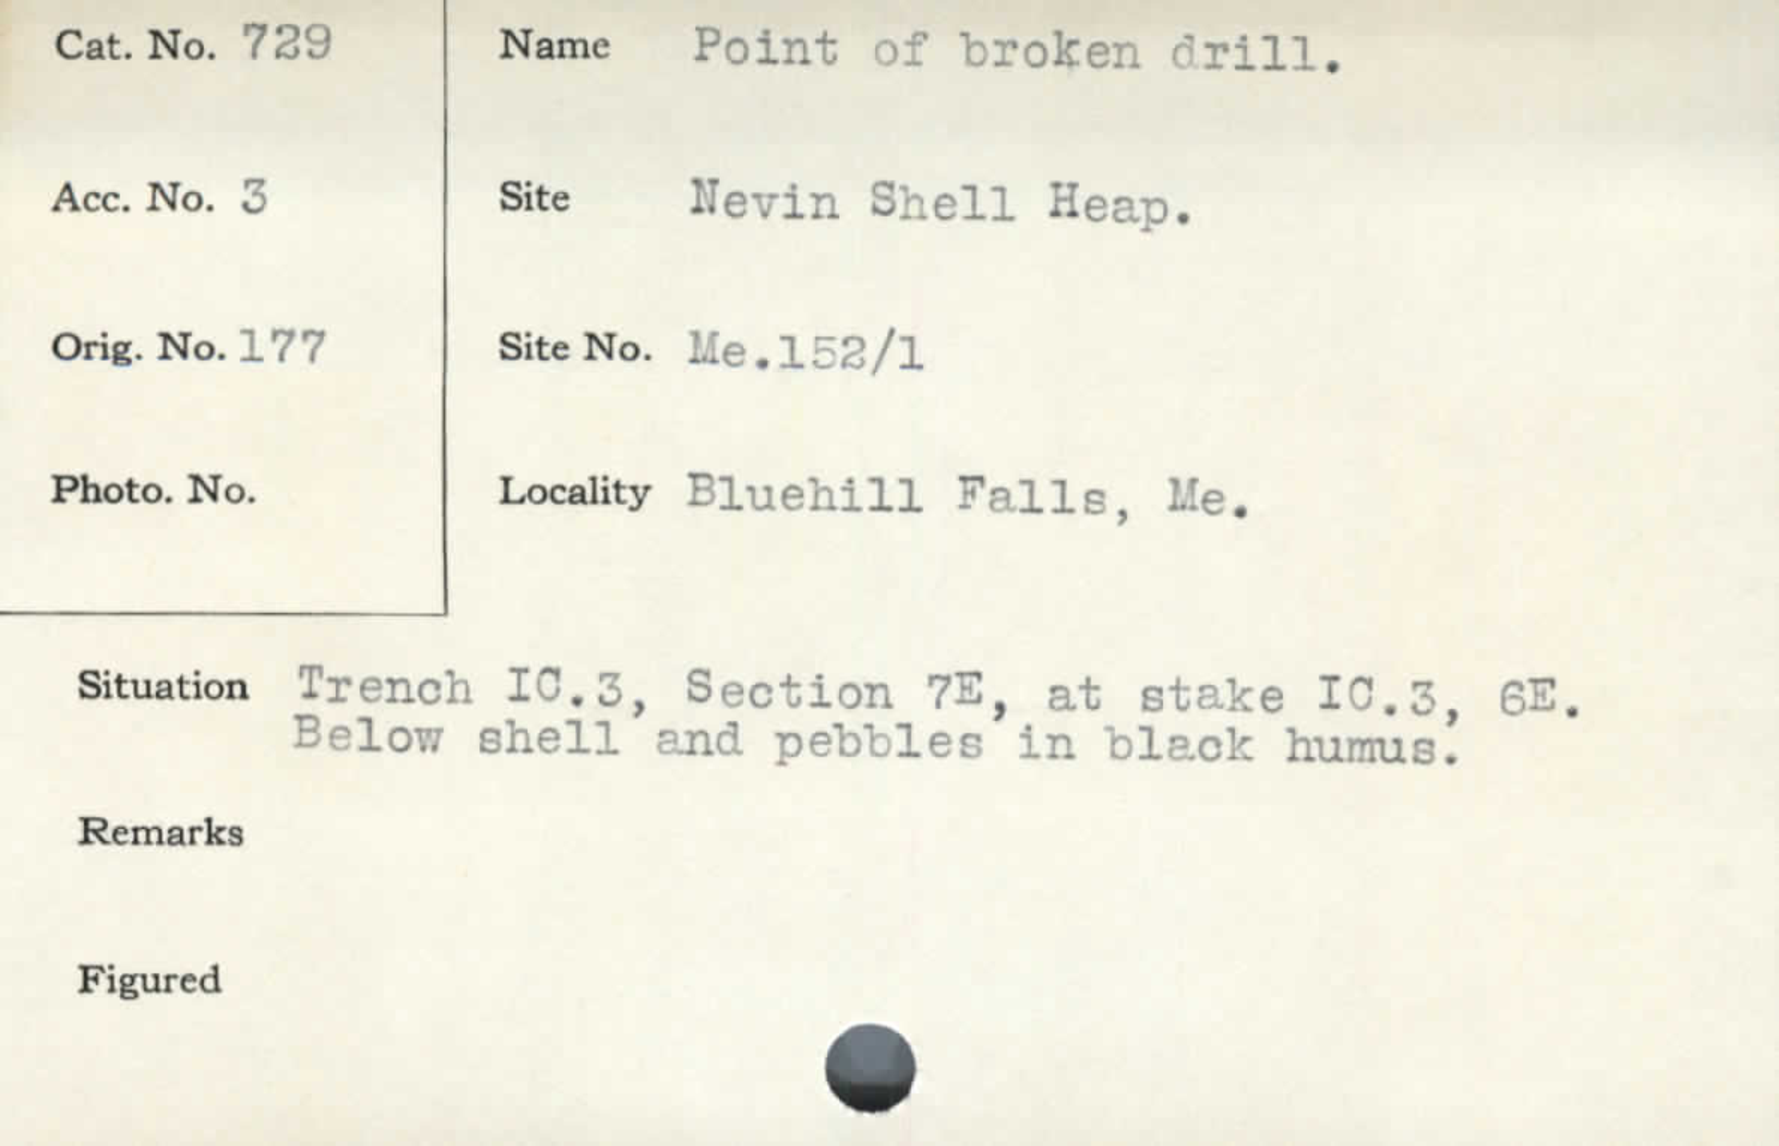 Cat. No. 729
Name Point of broken drill.
Acc. No. 3
Site Nevin Shell Heap.
Orig. No. 177
Site No. Me.152/1
Photo. No.
Locality Bluehill Falls, Me.
Situation Trench IC.3, Section 7E, at stake IC.3, 6E.
Below shell and pebbles in black humus.
Remarks
Figured